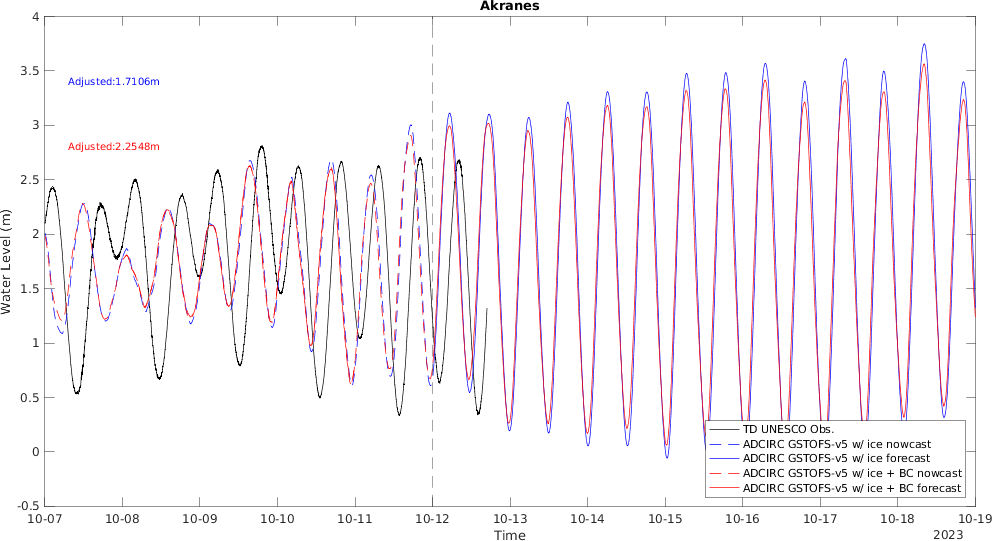 Akranes
4
3.5
3
2.5
2
1.5
1
0.5
0
-0.5
Water Level (m)
Adjusted:1.7106m
Adjusted:2.2548m
TD UNESCO Obs.
ADCIRC GSTOFS-v5 w/ ice nowcast
ADCIRC GSTOFS-v5 w/ ice forecast
ADCIRC GSTOFS-v5 w/ ice + BC nowcast
ADCIRC GSTOFS-v5 w/ ice + BC forecast
10-07 10-08 10-09 10-10 10-11 10-12 10-13 10-14 10-15 10-16 10-17 10-18 10-19
Time
2023